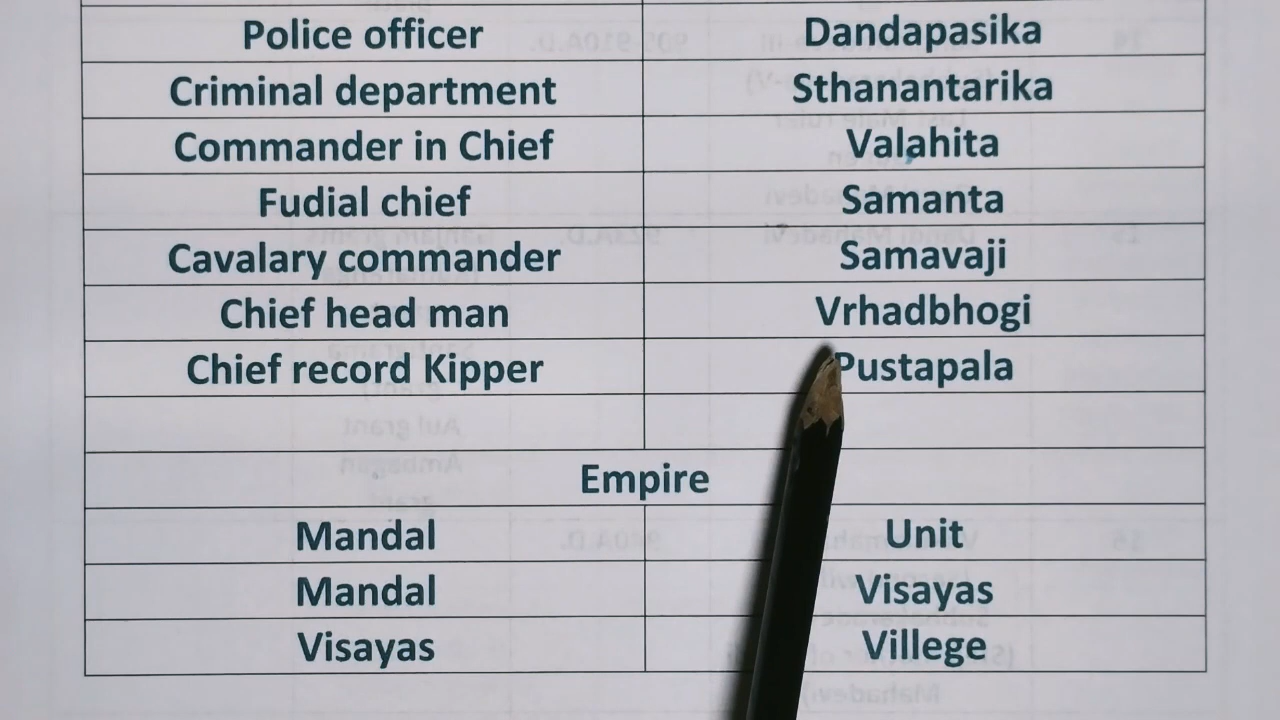 Police officer Dandapasika
Criminal department Sthanantarika
Commander in Chief Valahita
Fudial chief Samanta
Cavalary commander Samavaji
Chief head man Vrhadbhogi
Chief record Kipper Pustapala
Empire
Mandal Unit
Mandal Visayas
Visayas Villege